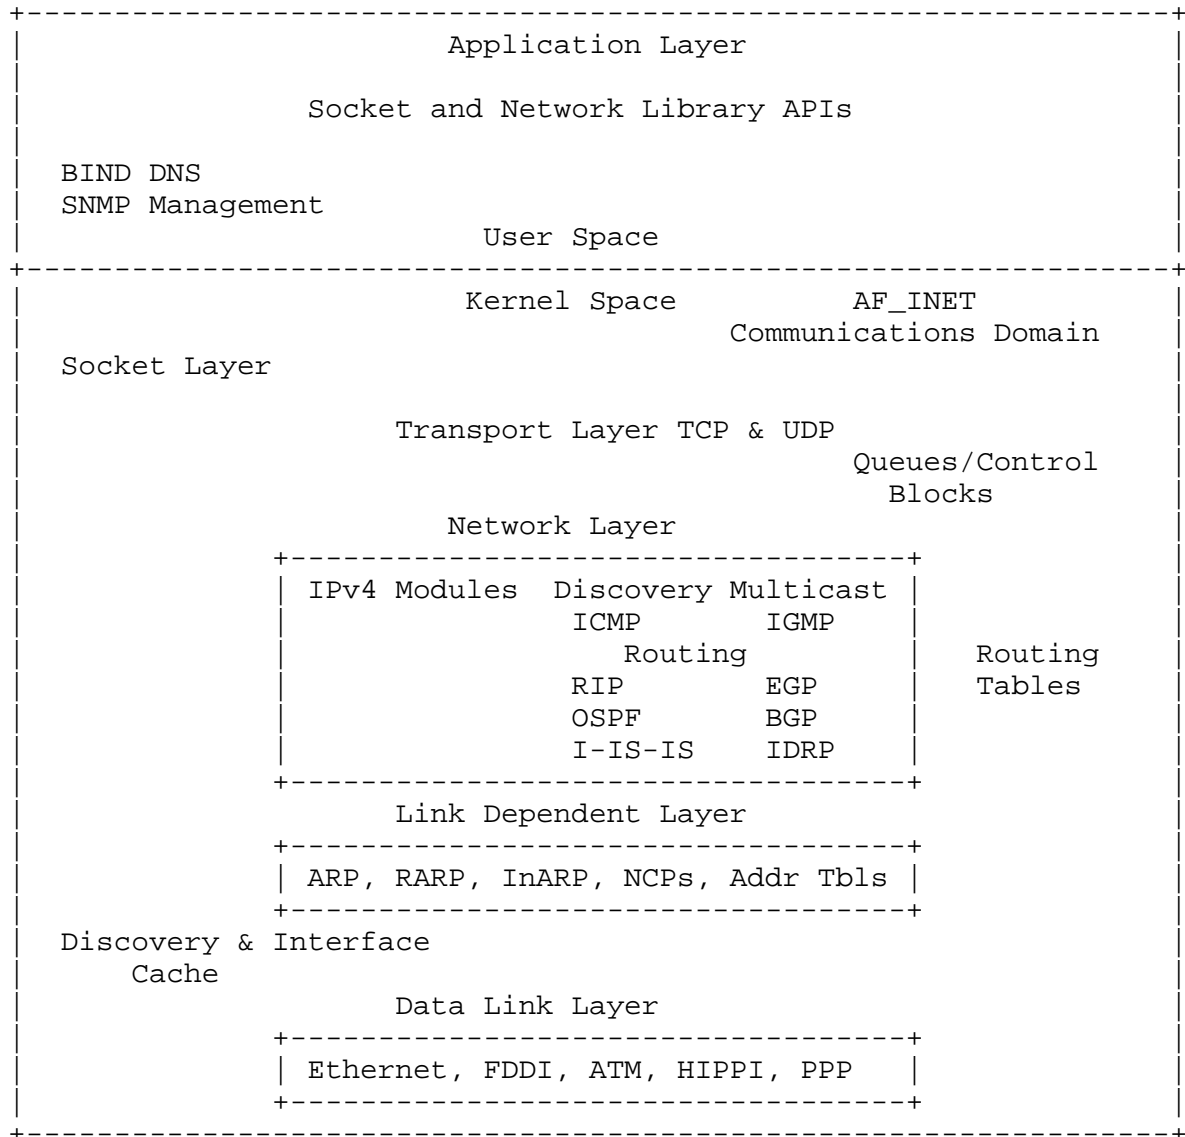 Application Layer
Socket and Network Library APIs
BIND DNS
SNMP Management
User Space
Kernel Space AF_INET
Communications Domain
Socket Layer
Transport Layer TCP & UDP
Queues/Control
Blocks
Network Layer
IPv4 Modules Discovery Multicast
ICMP IGMP
Routing Routing
RIP EGP Tables
OSPF BGP
I-IS-IS IDRP
Link Dependent Layer
ARP, RARP, InARP, NCPs, Addr Tbls
Discovery & Interface
Cache
Data Link Layer
Ethernet, FDDI, ATM, HIPPI, PPP